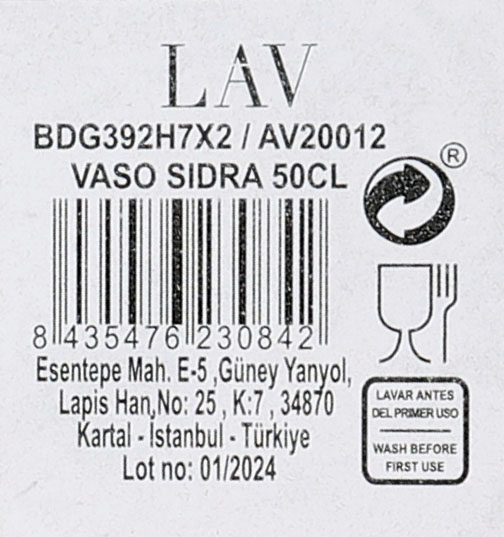 LAV
BDG392H7X2 / AV20012
VASO SIDRA 50CL
®
8 435476 230842
Esentepe Mah. E-5 ,Güney Yanyol,
Lapis Han,No: 25 , K:7 , 34870
Kartal - İstanbul - Türkiye
Lot no: 01/2024
LAVAR ANTES
DEL PRIMER USO
WASH BEFORE
FIRST USE